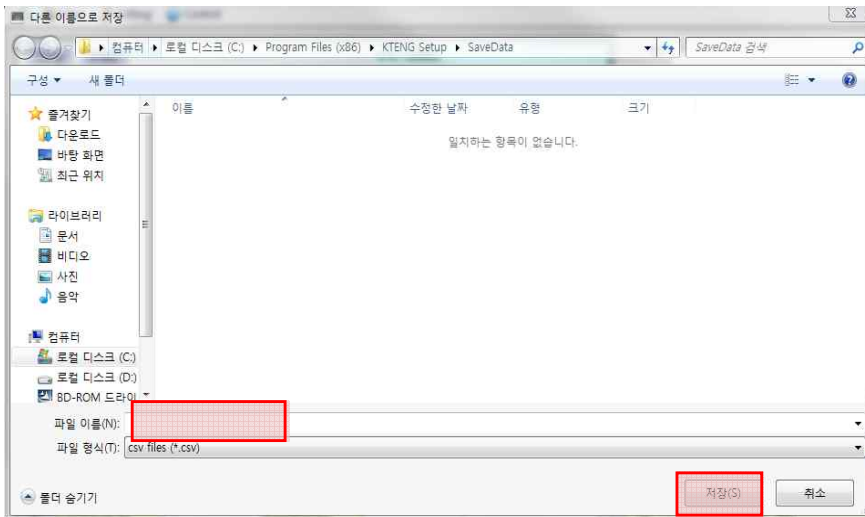 다른 이름으로 저장
컴퓨터 ▸ 로컬 디스크 (C:) ▸ Program Files (x86) ▸ KTENG Setup ▸ SaveData
SaveData 검색
구성 새 폴더
이름 수정한 날짜 유형 크기
일치하는 항목이 없습니다.
즐겨찾기
다운로드
바탕 화면
최근 위치
라이브러리
문서
비디오
사진
음악
컴퓨터
로컬 디스크 (C:)
로컬 디스크 (D:)
BD-ROM 드라이
파일 이름(N):
파일 형식(T): csv files (*.csv)
폴더 숨기기
저장(S) 취소